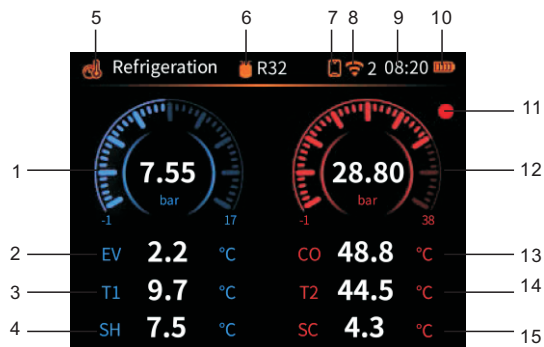 5 6 7 8 9 10
Refrigeration R32 2 08:20
11
1 7.55 28.80 12
bar bar
-1 17 -1 38
2 EV 2.2 °C CO 48.8 °C 13
3 T1 9.7 °C T2 44.5 °C 14
4 SH 7.5 °C SC 4.3 °C 15